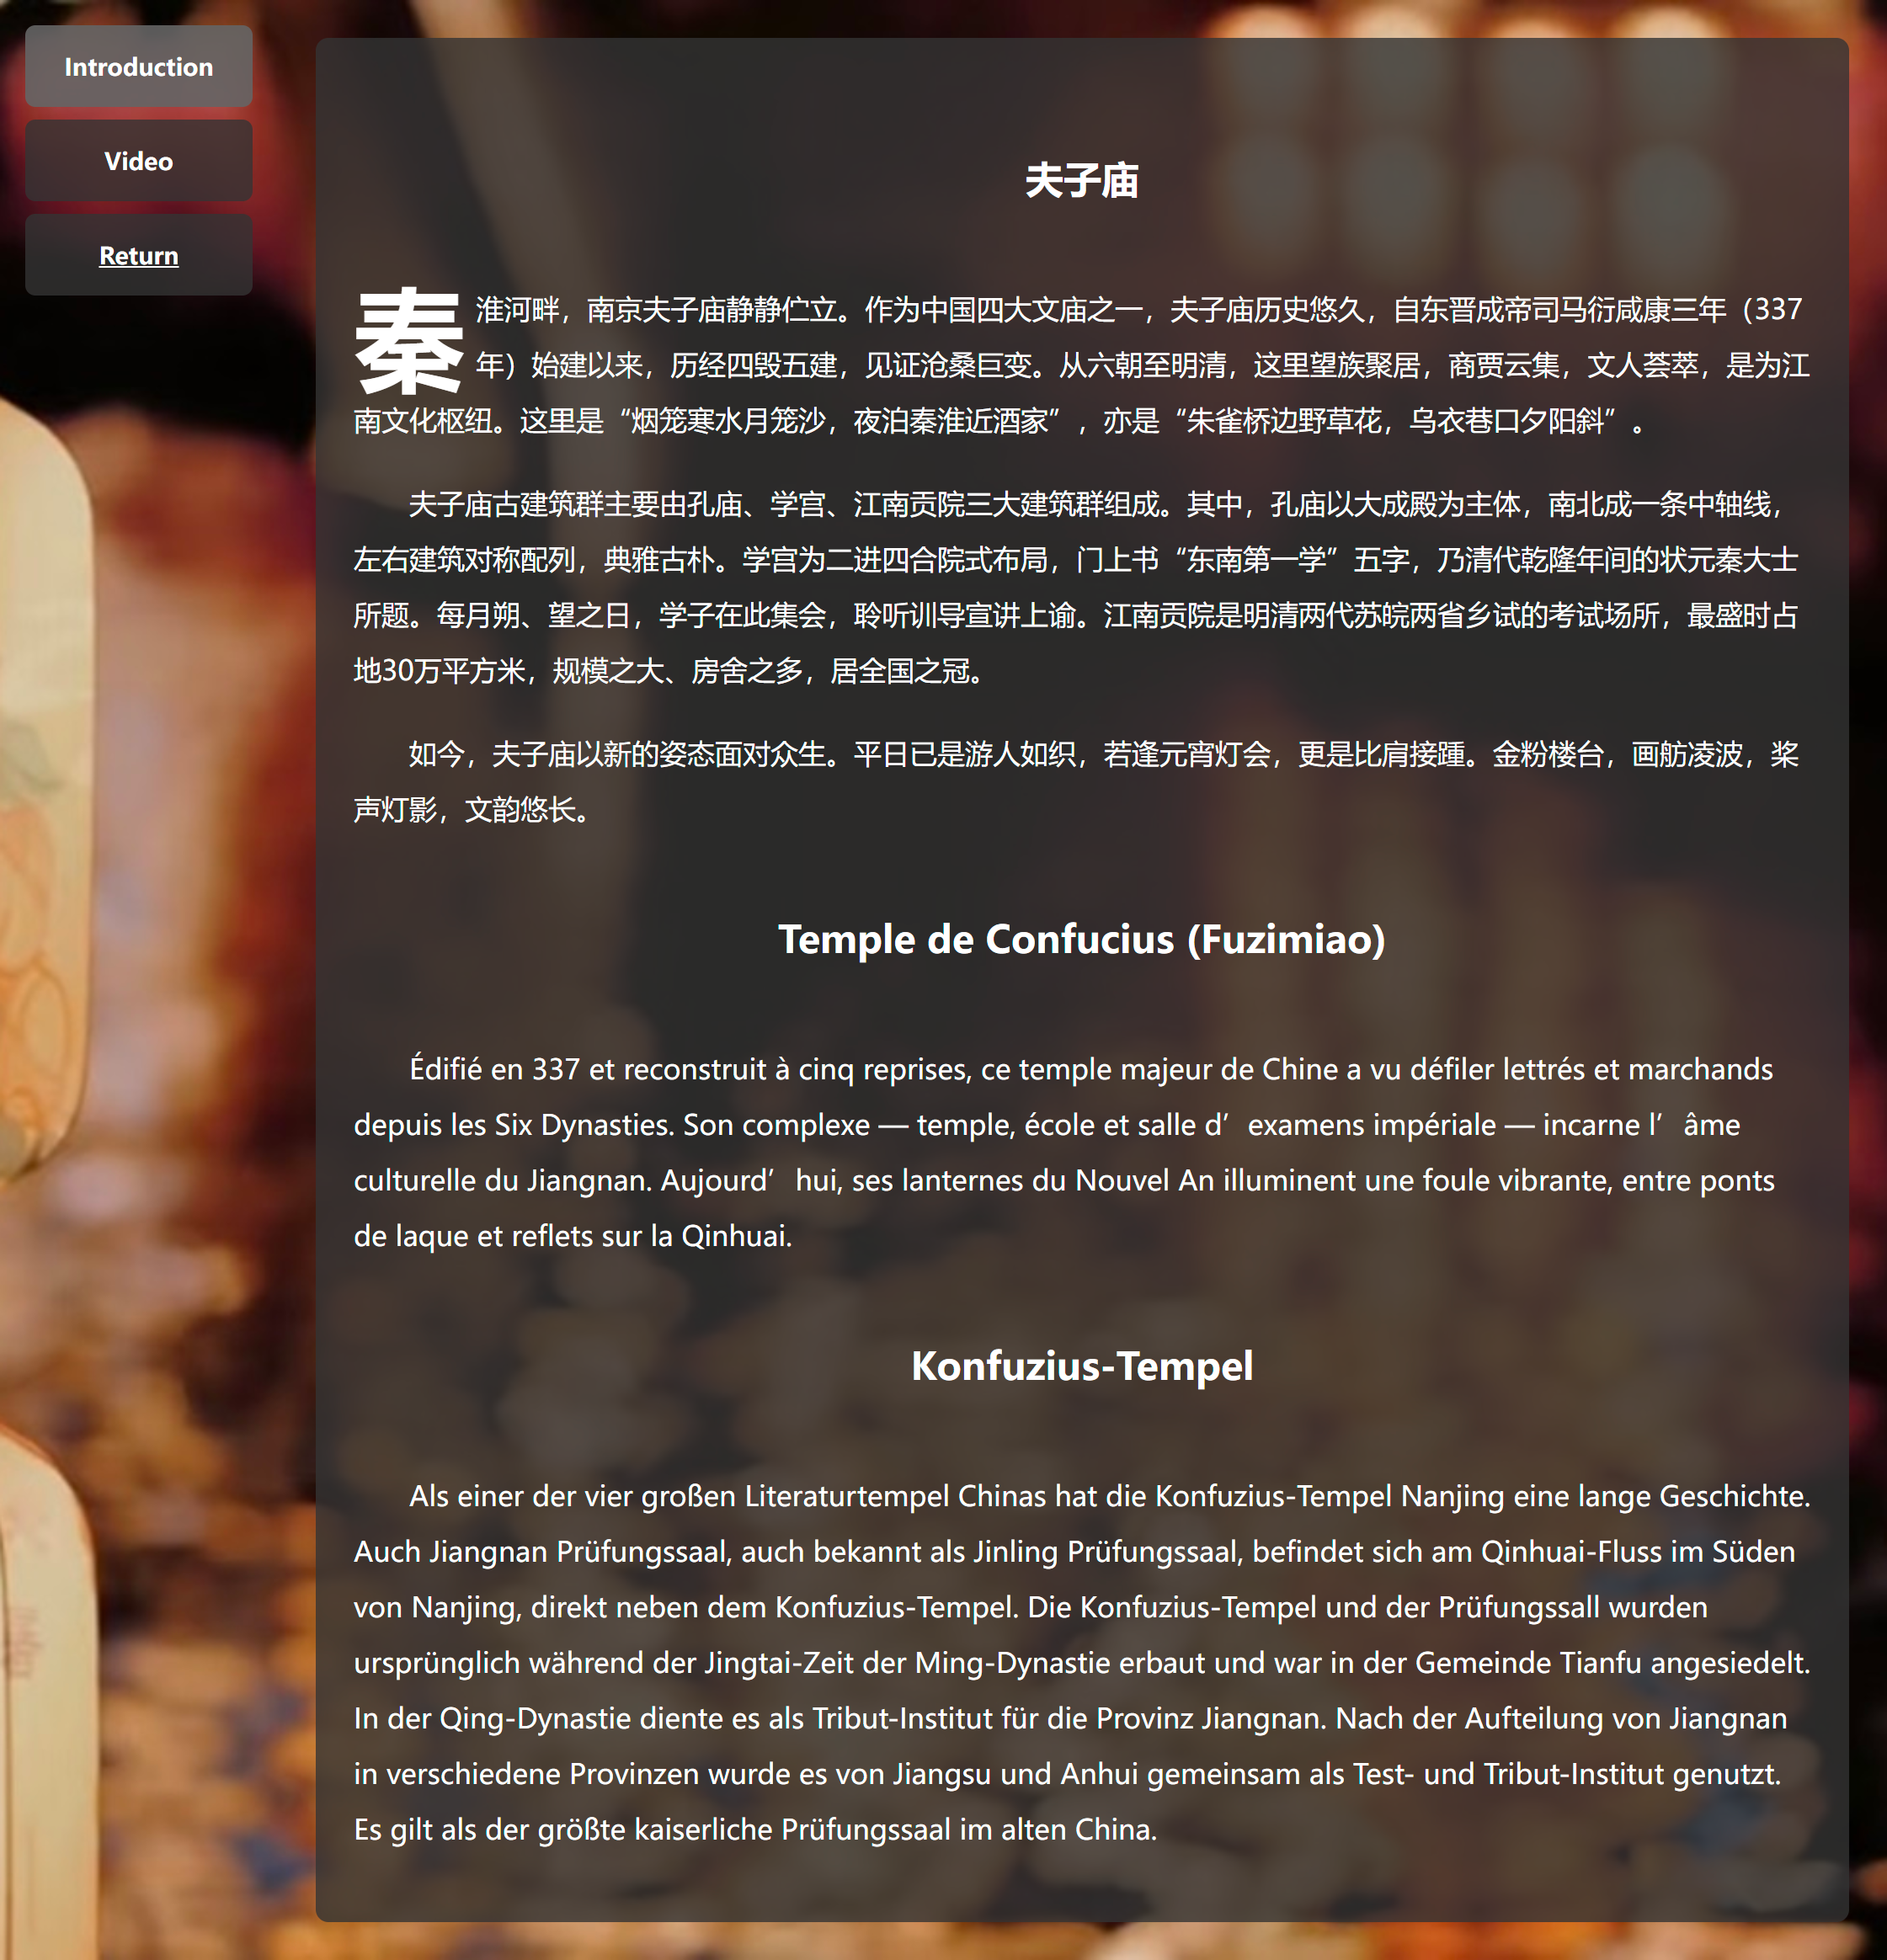 Introduction
Video
Return
夫子庙
秦淮河畔，南京夫子庙静静伫立。作为中国四大文庙之一，夫子庙历史悠久，自东晋成帝司马衍咸康三年（337
年）始建以来，历经四毁五建，见证沧桑巨变。从六朝至明清，这里望族聚居，商贾云集，文人荟萃，是为江
南文化枢纽。这里是“烟笼寒水月笼沙，夜泊秦淮近酒家”，亦是“朱雀桥边野草花，乌衣巷口夕阳斜”。
夫子庙古建筑群主要由孔庙、学宫、江南贡院三大建筑群组成。其中，孔庙以大成殿为主体，南北成一条中轴线，
左右建筑对称配列，典雅古朴。学宫为二进四合院式布局，门上书“东南第一学”五字，乃清代乾隆年间的状元秦大士
所题。每月朔、望之日，学子在此集会，聆听训导宣讲上谕。江南贡院是明清两代苏皖两省乡试的考试场所，最盛时占
地30万平方米，规模之大、房舍之多，居全国之冠。
如今，夫子庙以新的姿态面对众生。平日已是游人如织，若逢元宵灯会，更是比肩接踵。金粉楼台，画舫凌波，桨
声灯影，文韵悠长。
Temple de Confucius (Fuzimiao)
Édifié en 337 et reconstruit à cinq reprises, ce temple majeur de Chine a vu défiler lettrés et marchands
depuis les Six Dynasties. Son complexe — temple, école et salle d’examens impériale — incarne l’âme
culturelle du Jiangnan. Aujourd’hui, ses lanternes du Nouvel An illuminent une foule vibrante, entre ponts
de laque et reflets sur la Qinhuai.
Konfuzius-Tempel
Als einer der vier großen Literaturtempel Chinas hat die Konfuzius-Tempel Nanjing eine lange Geschichte.
Auch Jiangnan Prüfungssaal, auch bekannt als Jinling Prüfungssaal, befindet sich am Qinhuai-Fluss im Süden
von Nanjing, direkt neben dem Konfuzius-Tempel. Die Konfuzius-Tempel und der Prüfungssall wurden
ursprünglich während der Jingtai-Zeit der Ming-Dynastie erbaut und war in der Gemeinde Tianfu angesiedelt.
In der Qing-Dynastie diente es als Tribut-Institut für die Provinz Jiangnan. Nach der Aufteilung von Jiangnan
in verschiedene Provinzen wurde es von Jiangsu und Anhui gemeinsam als Test- und Tribut-Institut genutzt.
Es gilt als der größte kaiserliche Prüfungssaal im alten China.